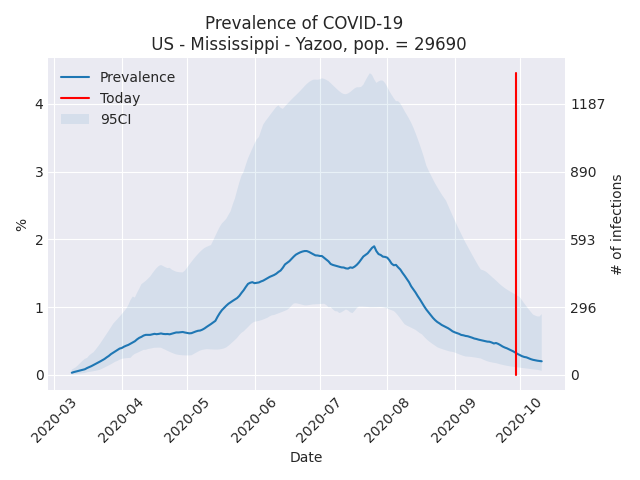 Prevalence of COVID-19
US - Mississippi - Yazoo, pop. = 29690
Prevalence
Today
95CI
4
3
2
1
0
%
1187
890
593
296
0
# of infections
2020-03
2020-04
2020-05
2020-06
2020-07
2020-08
2020-09
2020-10
Date